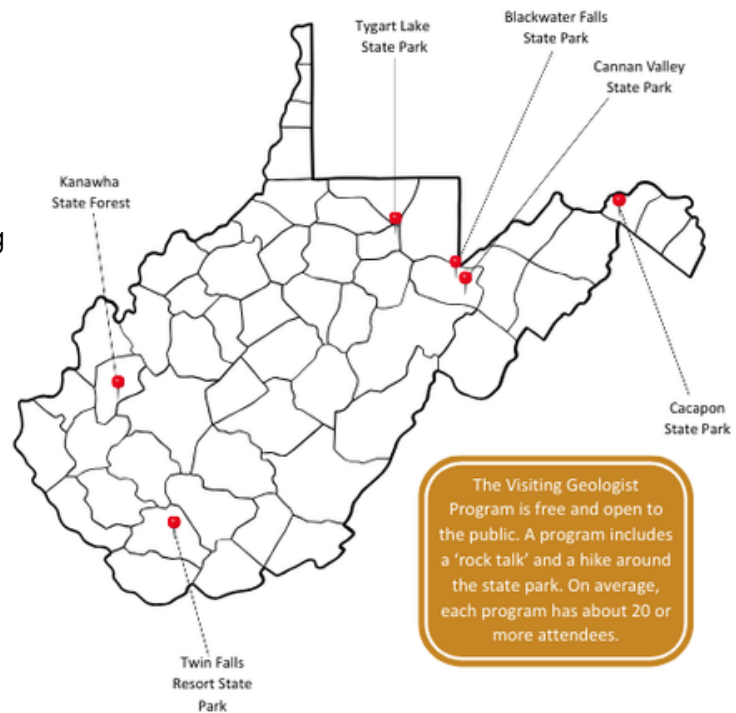 Blackwater Falls
State Park
Tygart Lake
State Park
Cannan Valley
State Park
Kanawha
State Forest
g
Cacapon
State Park
The Visiting Geologist
Program is free and open to
the public. A program includes
a ‘rock talk’ and a hike around
the state park. On average,
each program has about 20 or
more attendees.
Twin Falls
Resort State
Park